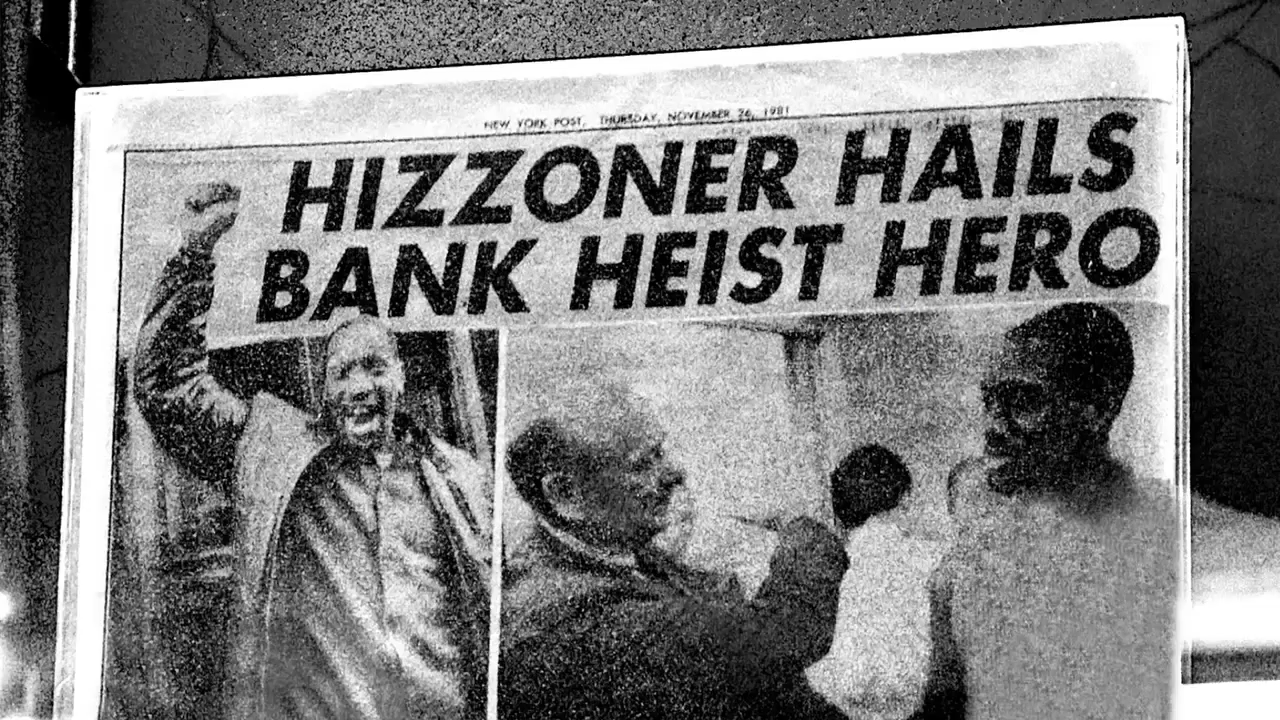 NEW YORK POST, THURSDAY, NOVEMBER 26, 1981
HIZZONER HAILS
BANK HEIST HERO